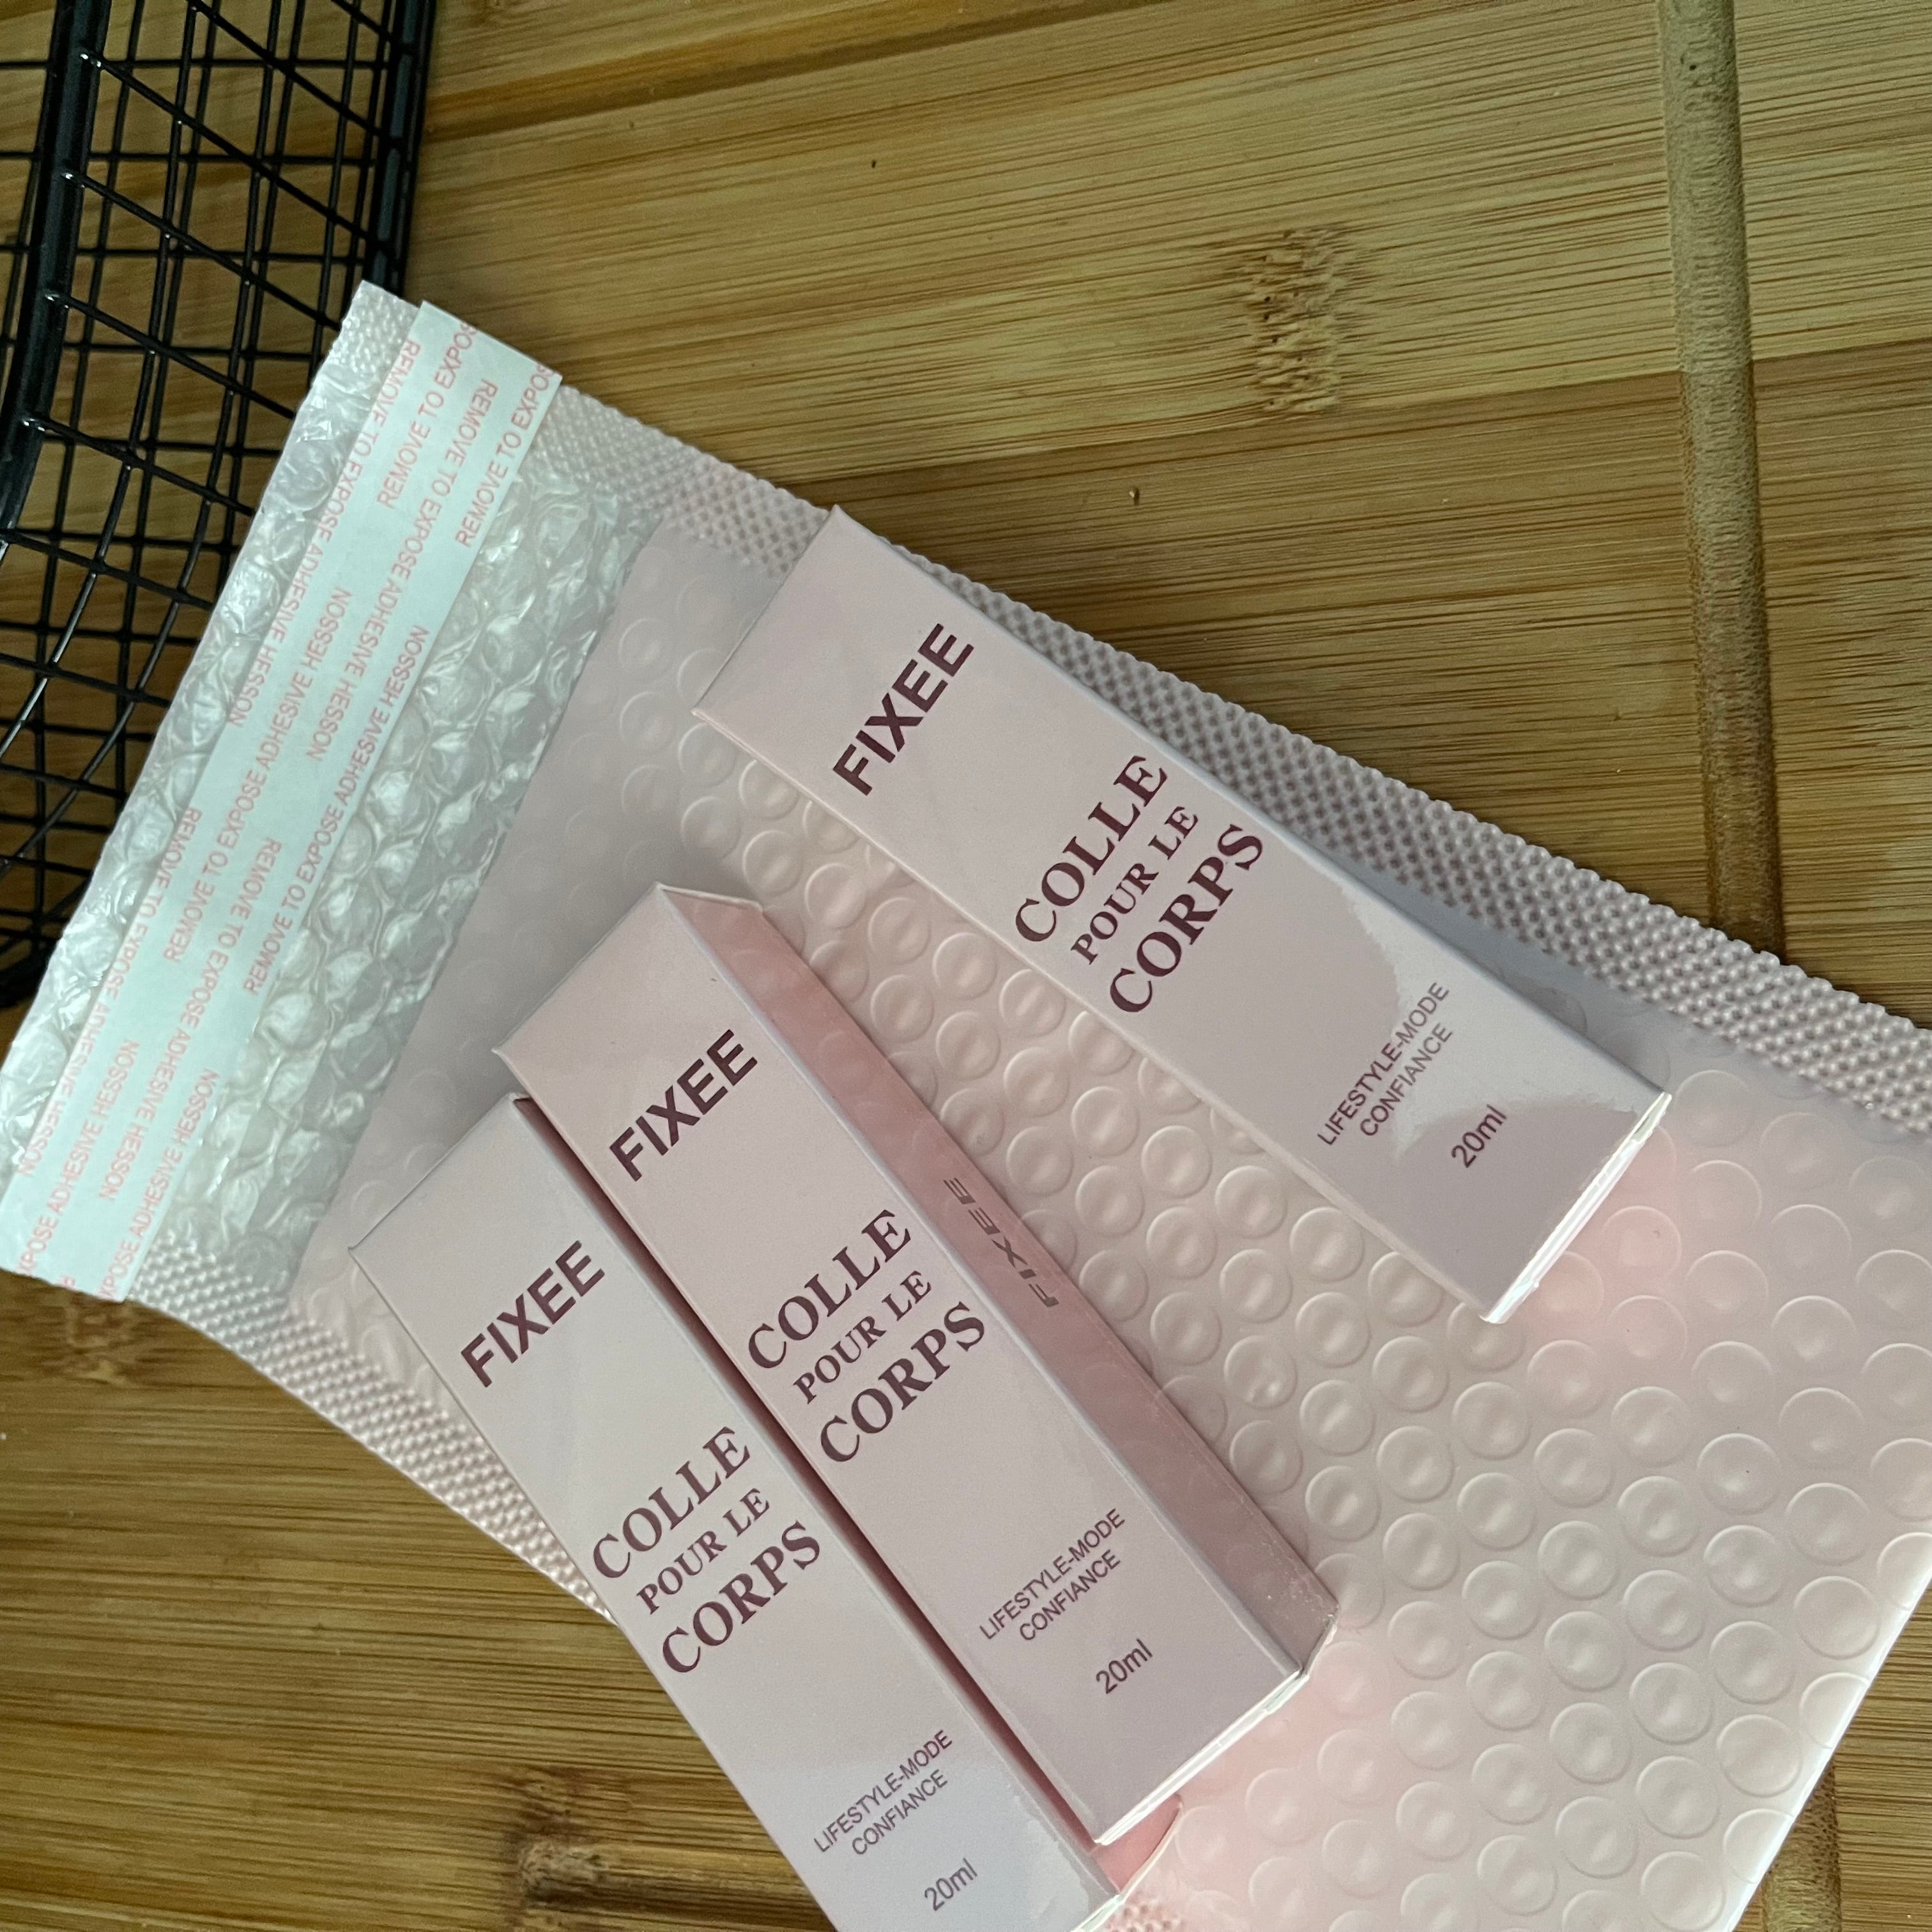 REMOVE TO EXPOSE ADHESIVE HESSON
REMOVE TO EXPOSE ADHESIVE HESSON
REMOVE TO EXPOSE ADHESIVE HESSON
REMOVE TO EXPOSE ADHESIVE HESSON
FIXEE
COLLE
POUR LE
CORPS
LIFESTYLE-MODE
CONFIANCE
20ml
FIXEE
COLLE
POUR LE
CORPS
LIFESTYLE-MODE
CONFIANCE
20ml
FIXEE
FIXEE
COLLE
POUR LE
CORPS
LIFESTYLE-MODE
CONFIANCE
20ml